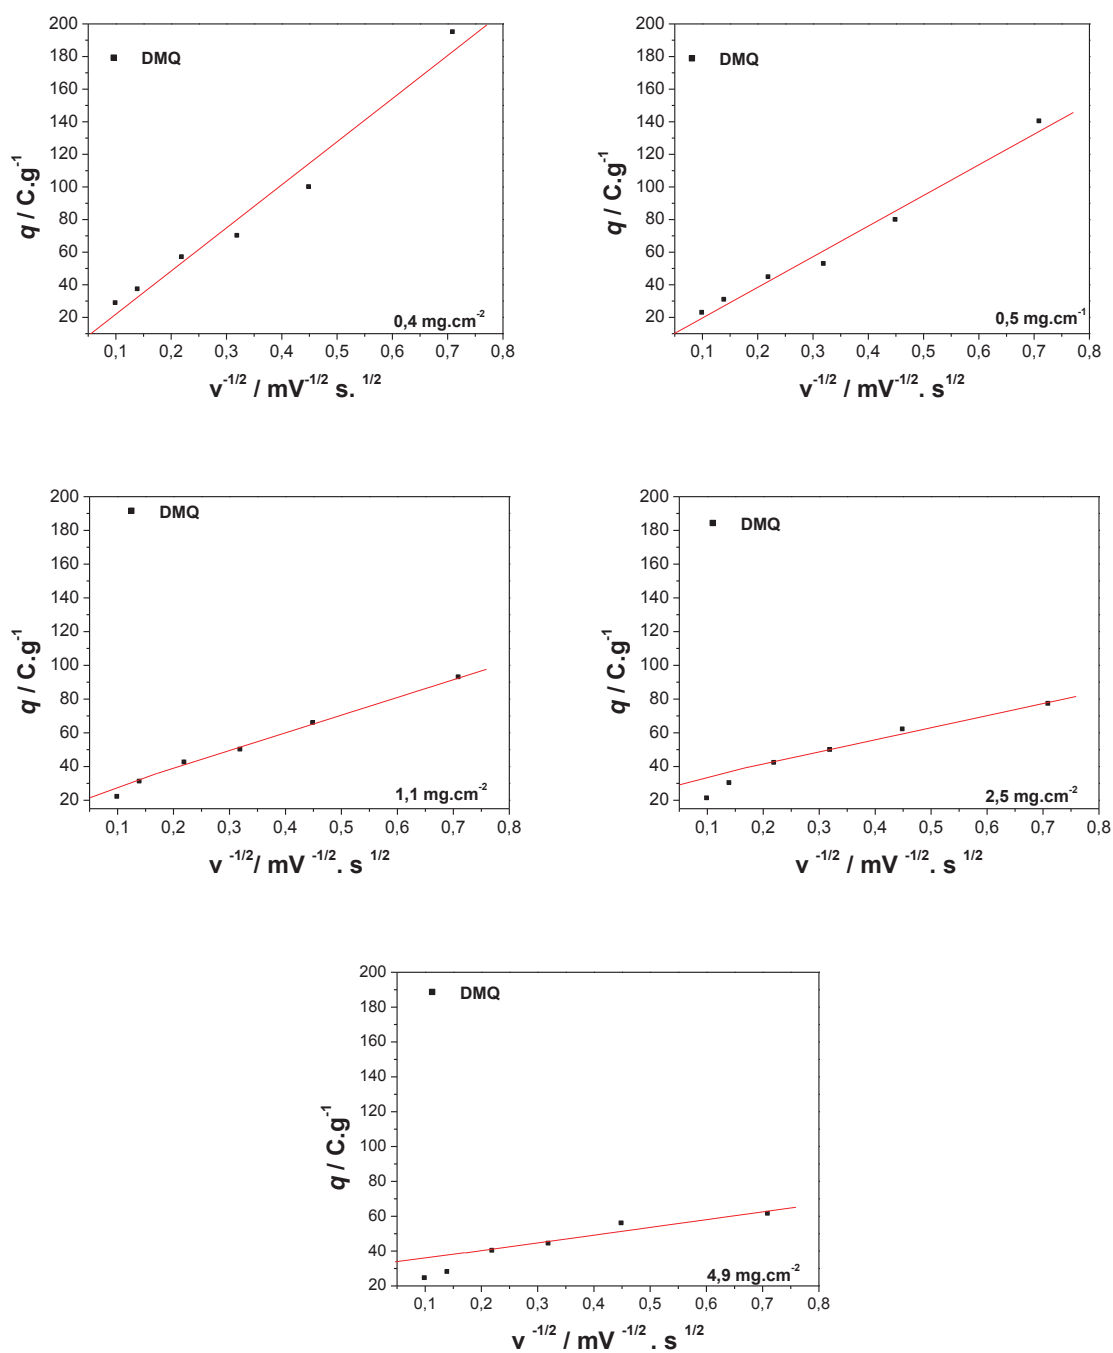 200
180
160
140
120
100
80
60
40
20
q / C.g⁻¹
DMQ
0,4 mg.cm⁻²
0,1 0,2 0,3 0,4 0,5 0,6 0,7 0,8
v⁻¹/² / mV⁻¹/² s. ¹/²
200
180
160
140
120
100
80
60
40
20
q / C.g⁻¹
DMQ
0,5 mg.cm⁻¹
0,1 0,2 0,3 0,4 0,5 0,6 0,7 0,8
v⁻¹/² / mV⁻¹/². s¹/²
200
180
160
140
120
100
80
60
40
20
q / C.g⁻¹
DMQ
1,1 mg.cm⁻²
0,1 0,2 0,3 0,4 0,5 0,6 0,7 0,8
v ⁻¹/² / mV ⁻¹/² . s ¹/²
200
180
160
140
120
100
80
60
40
20
q / C.g⁻¹
DMQ
2,5 mg.cm⁻²
0,1 0,2 0,3 0,4 0,5 0,6 0,7 0,8
v ⁻¹/² / mV ⁻¹/² . s ¹/²
200
180
160
140
120
100
80
60
40
20
q / C.g⁻¹
DMQ
4,9 mg.cm⁻²
0,1 0,2 0,3 0,4 0,5 0,6 0,7 0,8
v ⁻¹/² / mV ⁻¹/² . s ¹/²